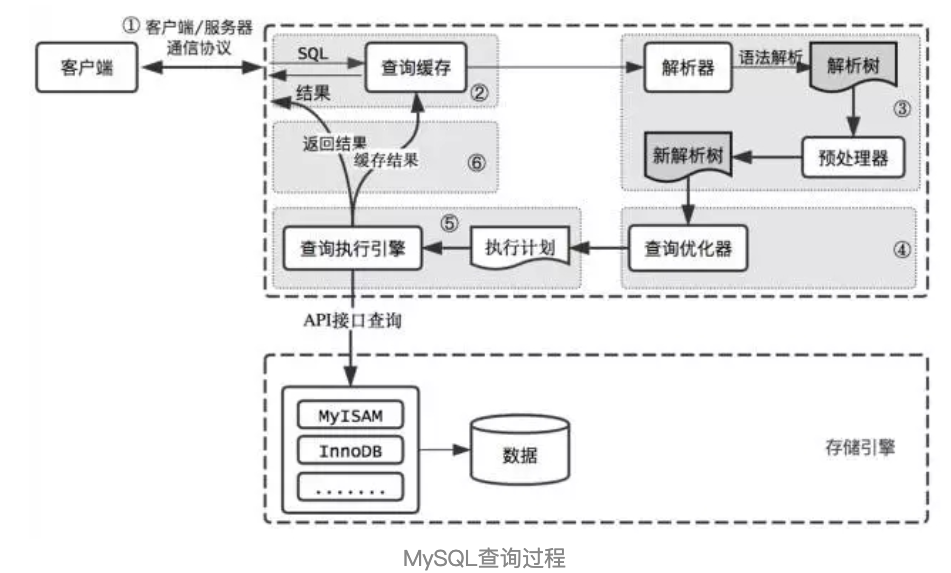 ① 客户端/服务器
通信协议
客户端
SQL
查询缓存
②
结果
解析器
语法解析
解析树
③
新解析树
预处理器
返回结果
缓存结果
⑥
查询执行引擎
⑤
执行计划
查询优化器
④
API接口查询
MyISAM
InnoDB
.......
数据
存储引擎
MySQL查询过程